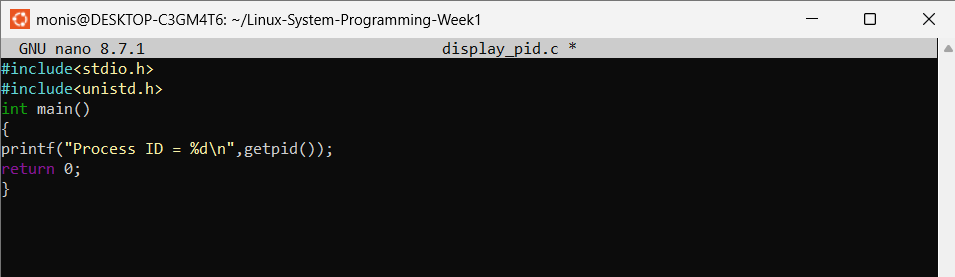 monis@DESKTOP-C3GM4T6: ~/Linux-System-Programming-Week1
GNU nano 8.7.1 display_pid.c *
#include<stdio.h>
#include<unistd.h>
int main()
{
printf("Process ID = %d\n",getpid());
return 0;
}